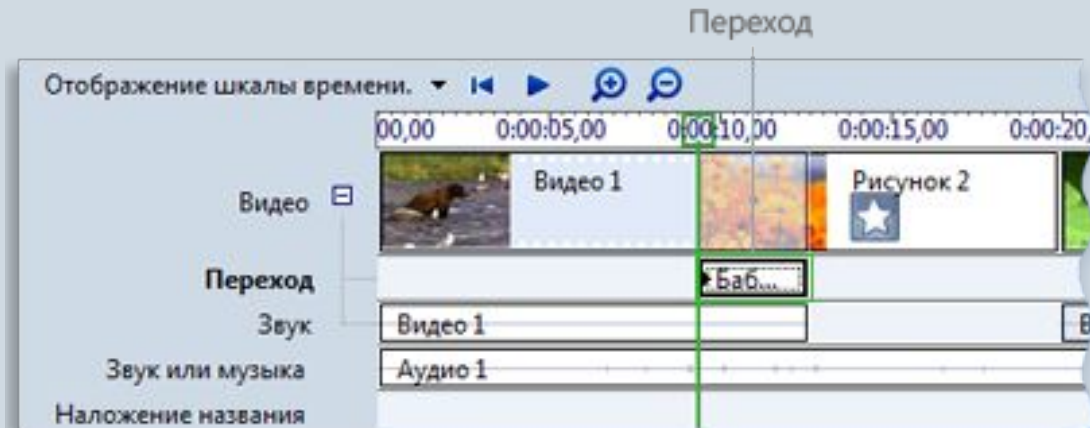 Переход
Отображение шкалы времени.
00,00 0:00:05,00 0:00:10,00 0:00:15,00 0:00:20,
Видео Видео 1 Рисунок 2
Переход Баб...
Звук Видео 1 В
Звук или музыка Аудио 1
Наложение названия